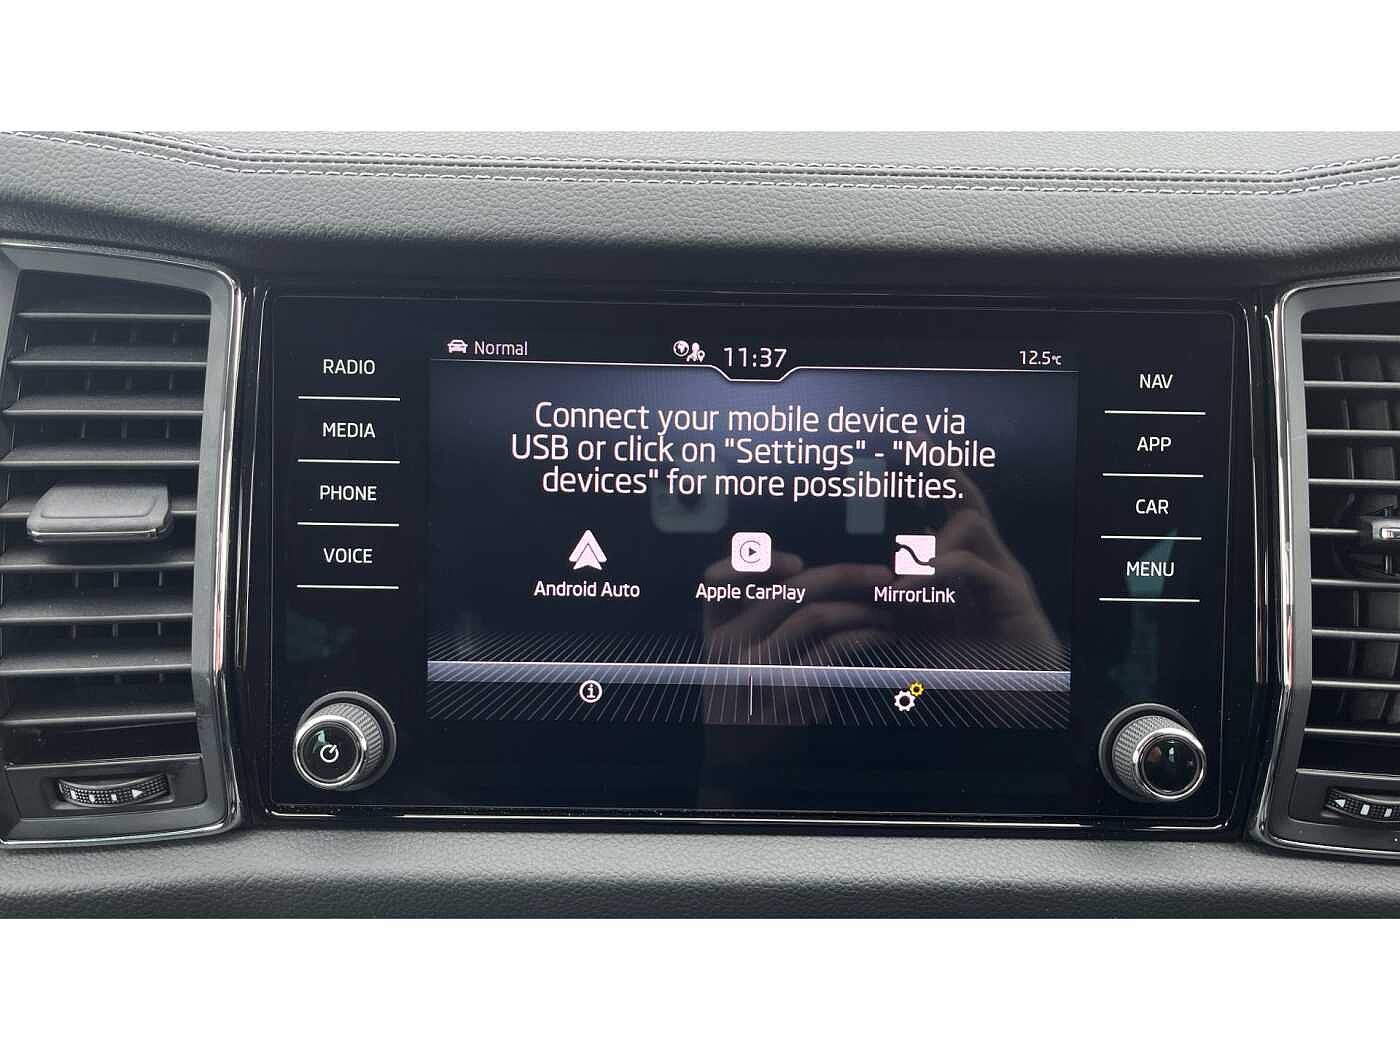 Normal
11:37
12.5°C
RADIO
MEDIA
PHONE
VOICE
Connect your mobile device via
USB or click on "Settings" - "Mobile
devices" for more possibilities.
Android Auto
Apple CarPlay
MirrorLink
NAV
APP
CAR
MENU